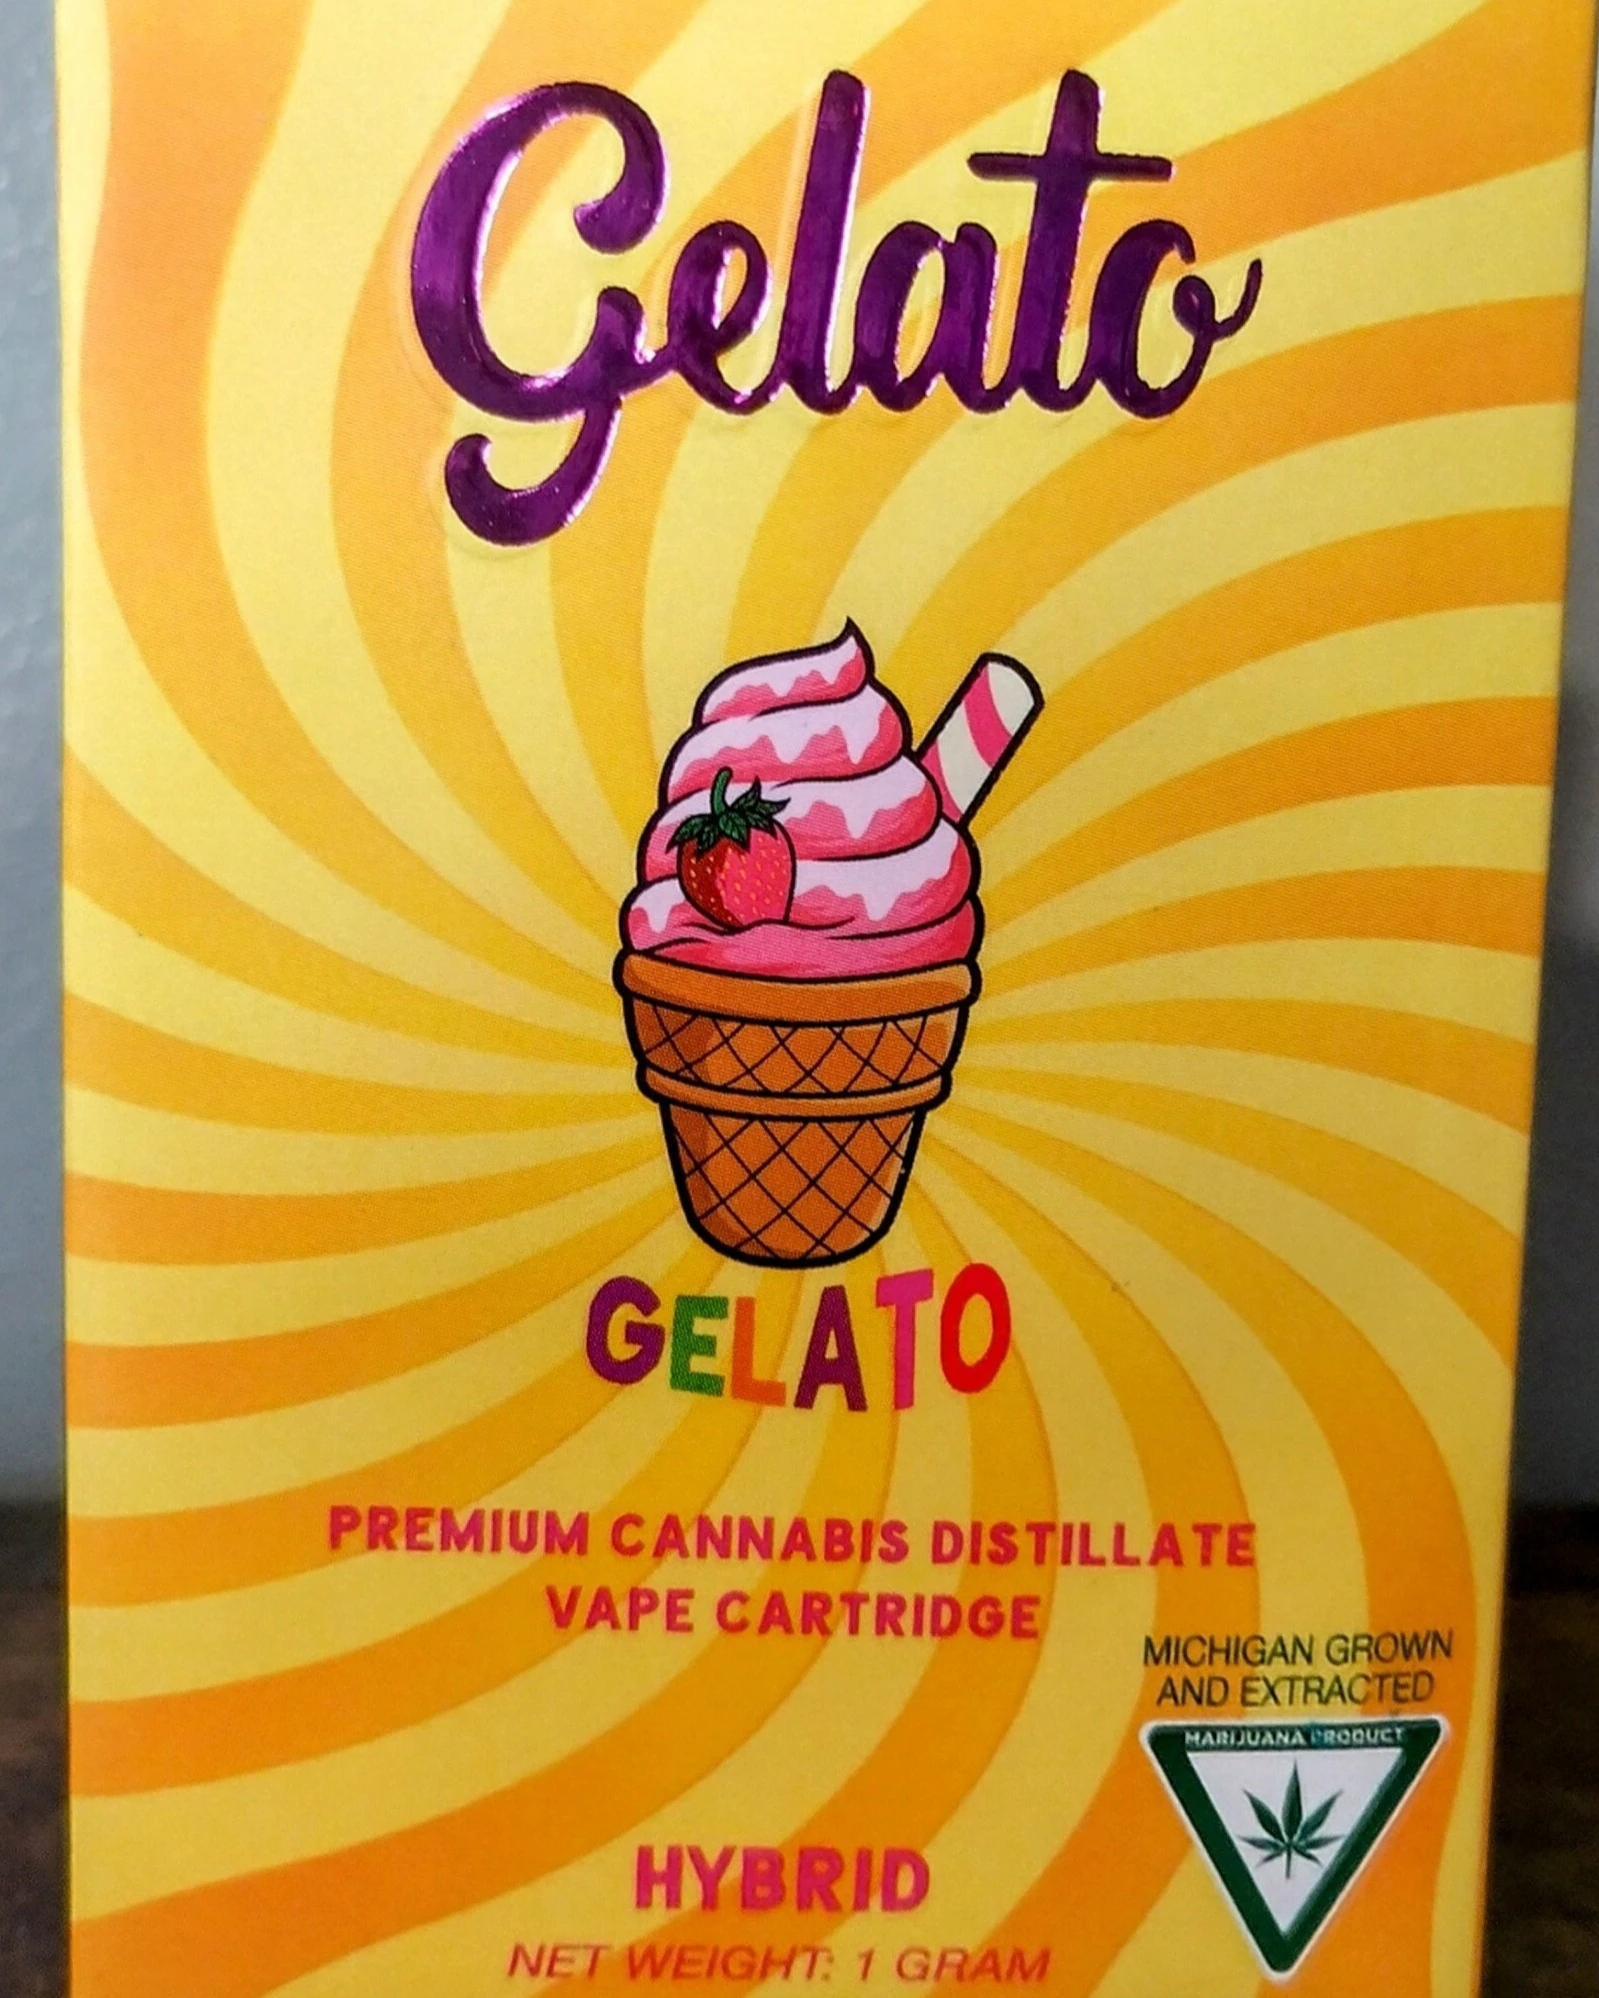 Gelato
GELATO
PREMIUM CANNABIS DISTILLATE
VAPE CARTRIDGE
MICHIGAN GROWN
AND EXTRACTED
MARIJUANA PRODUCT
HYBRID
NET WEIGHT: 1 GRAM